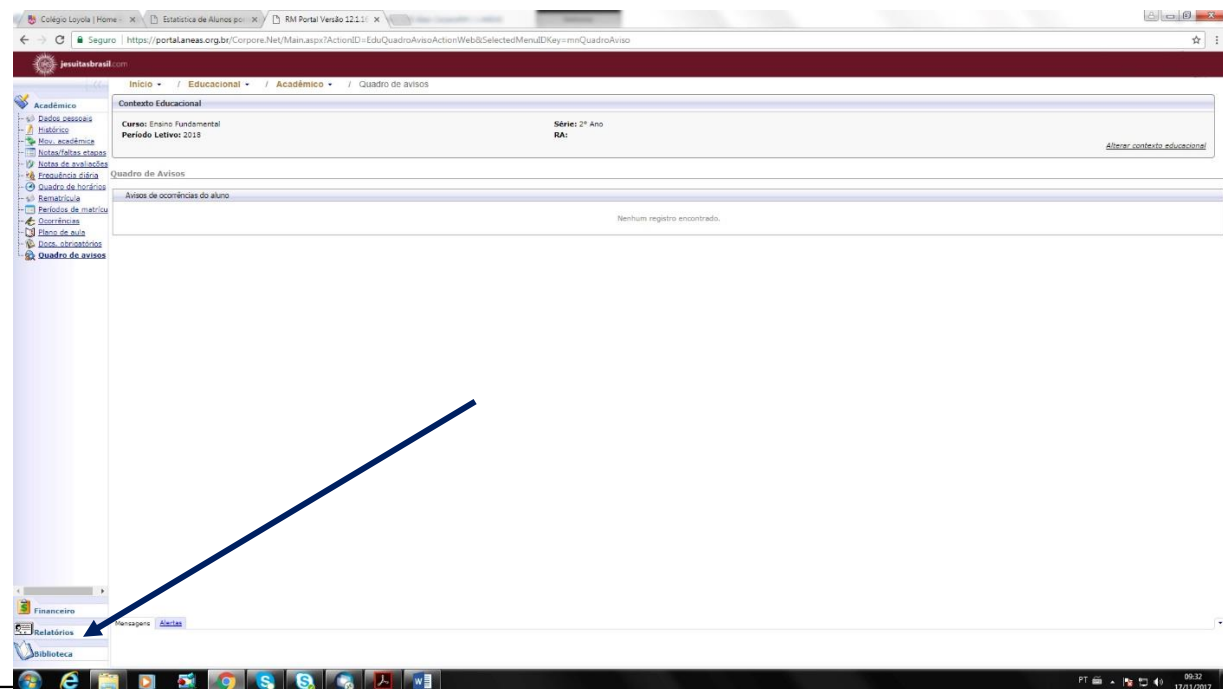 Colégio Loyola | Home -
Estatística de Alunos por
RM Portal Versão 12.1.1
Seguro | https://portal.aneas.org.br/Corpore.Net/Main.aspx?ActionID=EduQuadroAvisoActionWeb&SelectedMenuIDKey=mnQuadroAviso
jesuitasbrasil.com
Início / Educacional / Acadêmico / Quadro de avisos
Acadêmico
Dados pessoais
Histórico
Mov. acadêmica
Notas/faltas etapas
Notas de avaliações
Frequência diária
Quadro de horários
Rematrícula
Períodos de matrícu
Ocorrências
Plano de aula
Docs. obrigatórios
Quadro de avisos
Contexto Educacional
Curso: Ensino Fundamental
Série: 2º Ano
Período Letivo: 2018
RA:
Alterar contexto educacional
Quadro de Avisos
Avisos de ocorrências do aluno
Nenhum registro encontrado.
Financeiro
Relatórios
Biblioteca
Mensagens Alertas
PT
09:32
17/11/2017